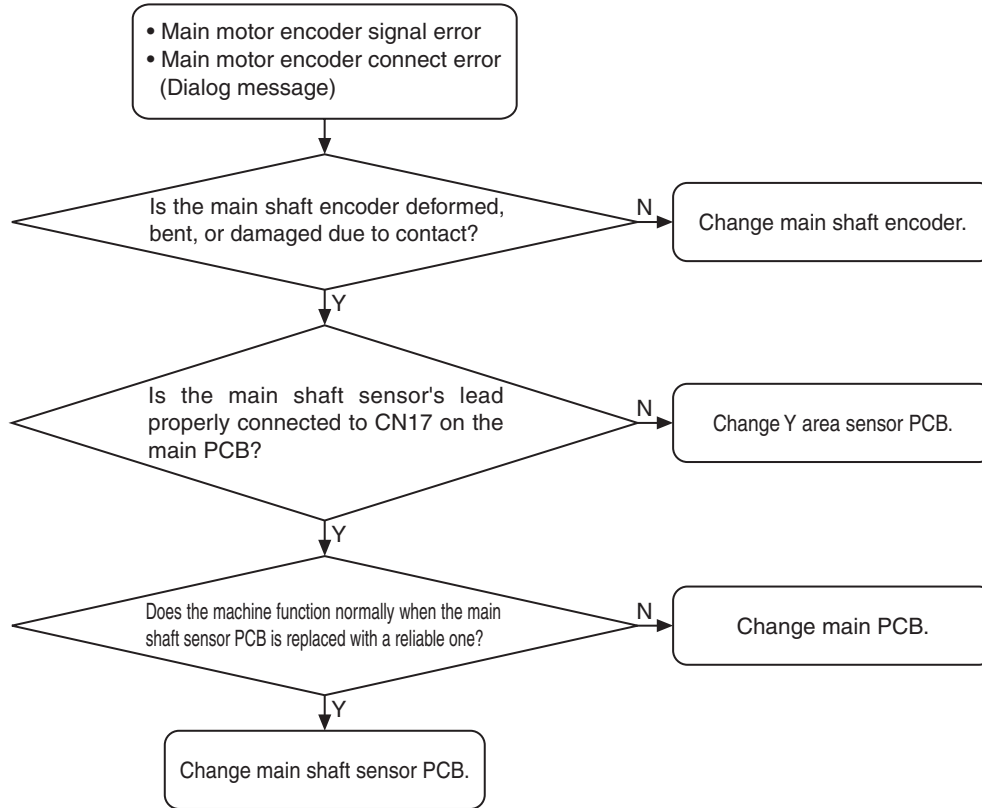 • Main motor encoder signal error
• Main motor encoder connect error
(Dialog message)
Is the main shaft encoder deformed,
bent, or damaged due to contact?
N
Change main shaft encoder.
Y
Is the main shaft sensor's lead
properly connected to CN17 on the
main PCB?
N
Change Y area sensor PCB.
Y
Does the machine function normally when the main
shaft sensor PCB is replaced with a reliable one?
N
Change main PCB.
Y
Change main shaft sensor PCB.